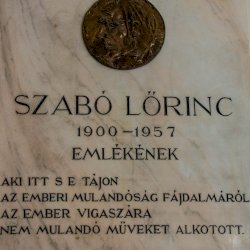 SZABÓ LŐRINC
1900-1957
EMLÉKÉNEK
AKI ITT S E TÁJON
AZ EMBERI MULANDÓSÁG FÁJDALMÁRÓL
AZ EMBER VIGASZÁRA
NEM MULANDÓ MŰVEKET ALKOTOTT.